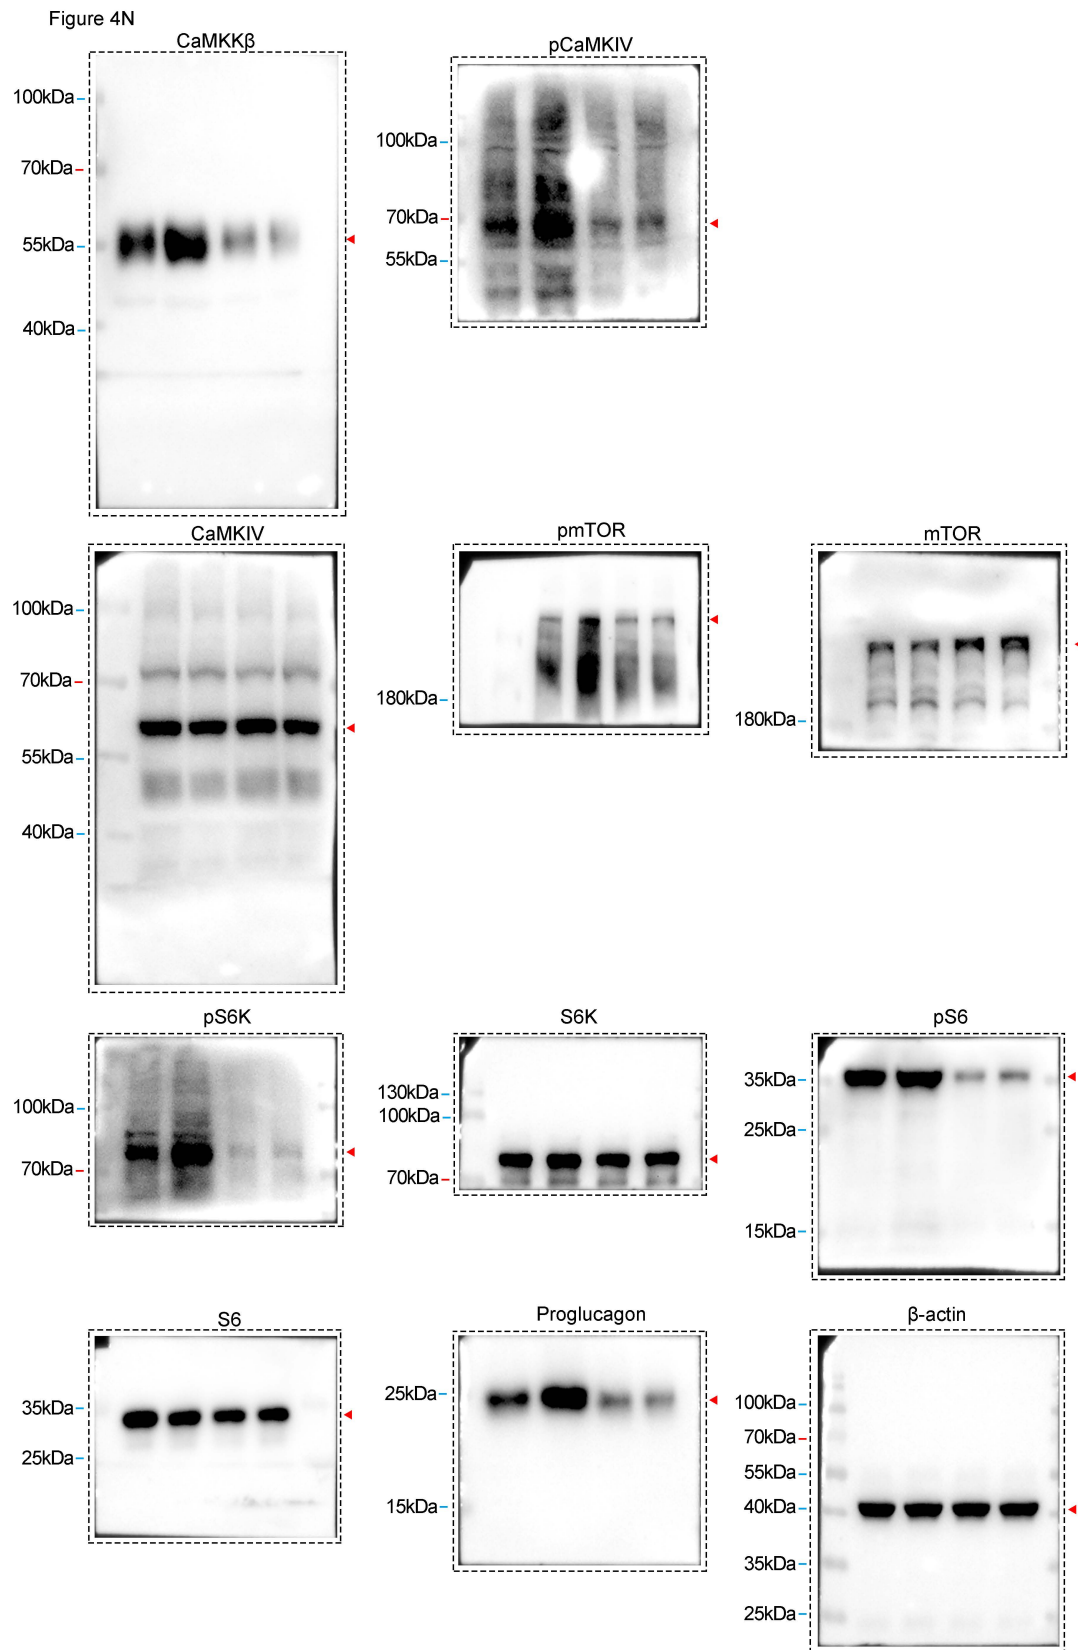 Figure 4N
CaMKKβ
100kDa
70kDa
55kDa
40kDa
pCaMKIV
100kDa
70kDa
55kDa
CaMKIV
100kDa
70kDa
55kDa
40kDa
pmTOR
180kDa
mTOR
180kDa
pS6K
100kDa
70kDa
S6K
130kDa
100kDa
70kDa
pS6
35kDa
25kDa
15kDa
S6
35kDa
25kDa
Proglucagon
25kDa
15kDa
β-actin
100kDa
70kDa
55kDa
40kDa
35kDa
25kDa